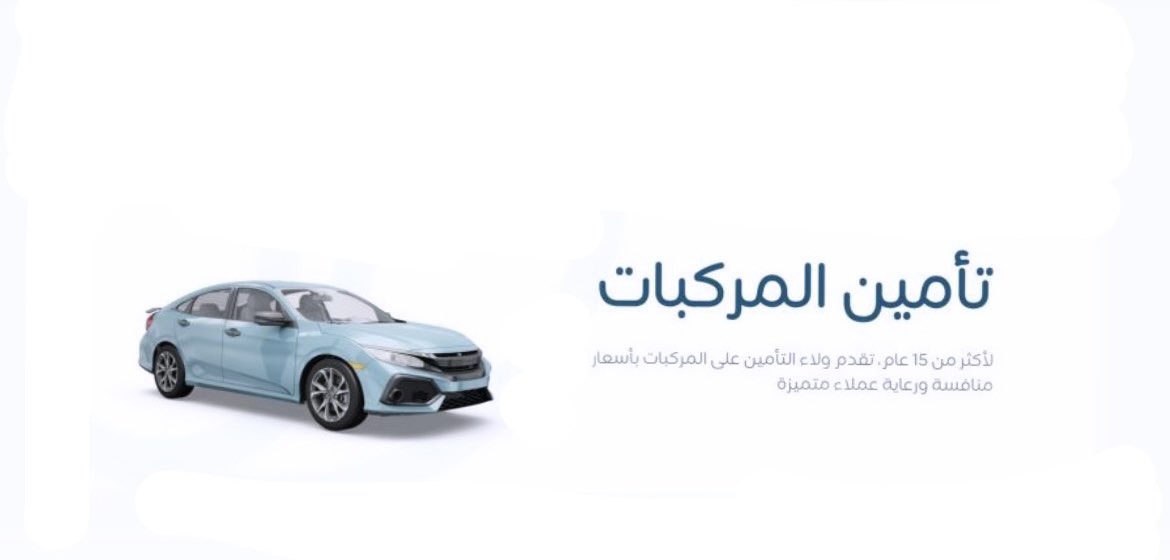 تأمين المركبات
لأكثر من 15 عام، تقدم ولاء التأمين على المركبات بأسعار
منافسة ورعاية عملاء متميزة